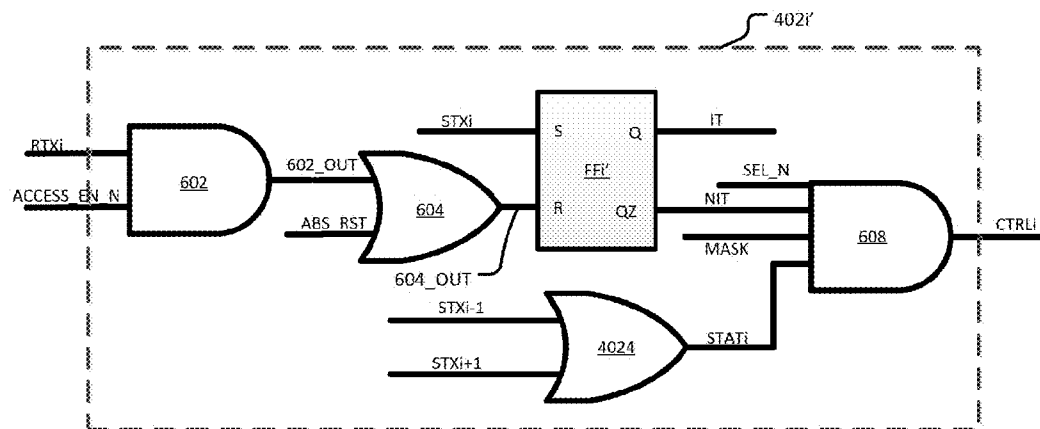 402i'
RTXi
ACCESS_EN_N
602
602_OUT
ABS_RST
604
604_OUT
STXi
S
Q
FFi'
R
QZ
IT
SEL_N
NIT
MASK
608
CTRLi
STXi-1
STXi+1
4024
STATi